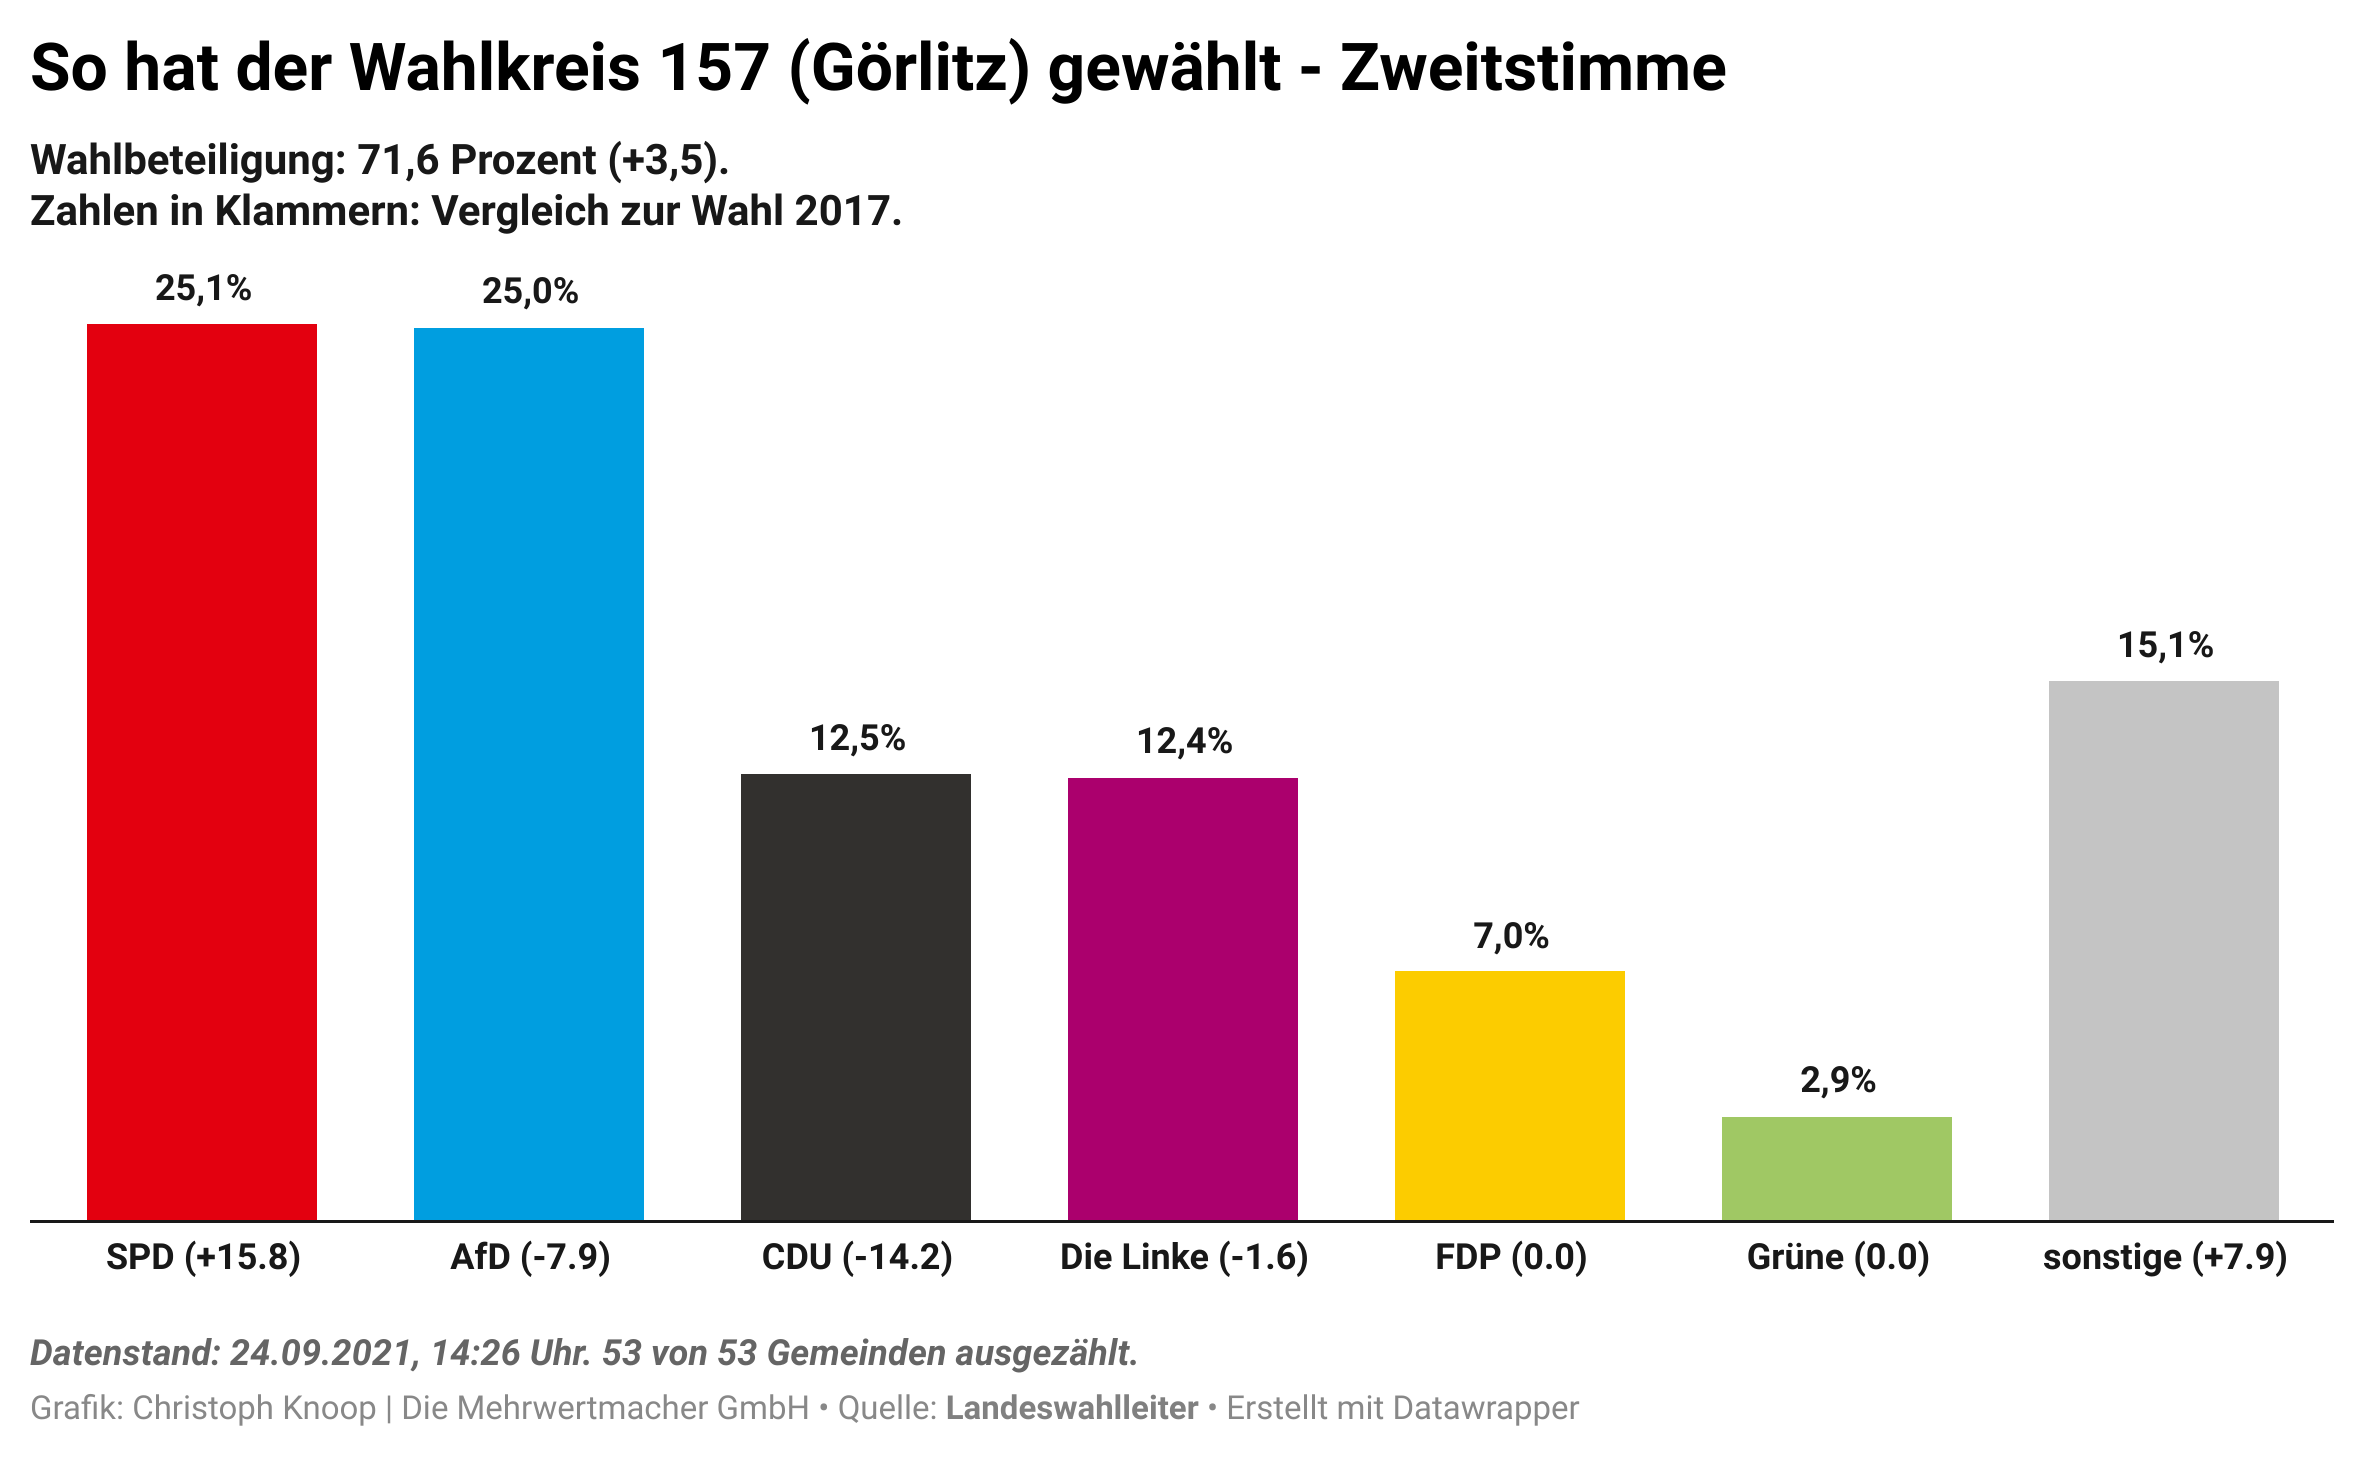 So hat der Wahlkreis 157 (Görlitz) gewählt - Zweitstimme
Wahlbeteiligung: 71,6 Prozent (+3,5).
Zahlen in Klammern: Vergleich zur Wahl 2017.
25,1%
25,0%
12,5%
12,4%
7,0%
2,9%
15,1%
SPD (+15.8)
AfD (-7.9)
CDU (-14.2)
Die Linke (-1.6)
FDP (0.0)
Grüne (0.0)
sonstige (+7.9)
Datenstand: 24.09.2021, 14:26 Uhr. 53 von 53 Gemeinden ausgezählt.
Grafik: Christoph Knoop | Die Mehrwertmacher GmbH • Quelle: Landeswahlleiter • Erstellt mit Datawrapper